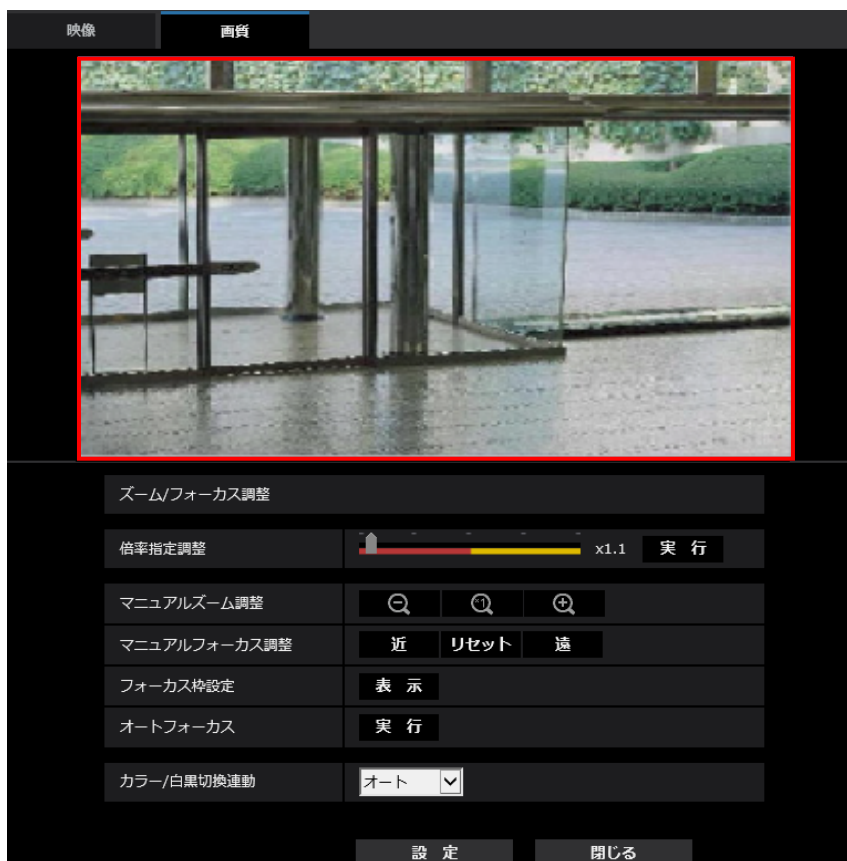 映像 画質
ズーム/フォーカス調整
倍率指定調整 x1.1 実 行
マニュアルズーム調整 ×1
マニュアルフォーカス調整 近 リセット 遠
フォーカス枠設定 表 示
オートフォーカス 実 行
カラー/白黒切換連動 オート
設 定 閉じる